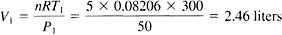 V₁ = nRT₁ / P₁ = 5 × 0.08206 × 300 / 50 = 2.46 liters